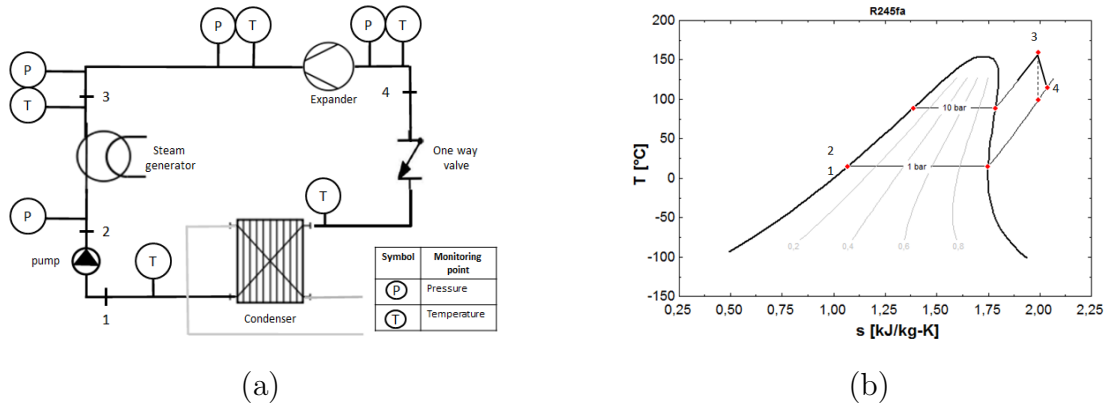 P
T
P
T
P
3
T
Expander
4
Steam
generator
One way
valve
P
2
T
pump
T
1
Condenser
Symbol
Monitoring
point
P
Pressure
T
Temperature
(a)
R245fa
200
150
100
50
0
-50
-100
-150
T [°C]
0,25
0,50
0,75
1,00
1,25
1,50
1,75
2,00
2,25
s [kJ/kg-K]
3
4
10 bar
2
1
1 bar
0,2
0,4
0,6
0,8
(b)